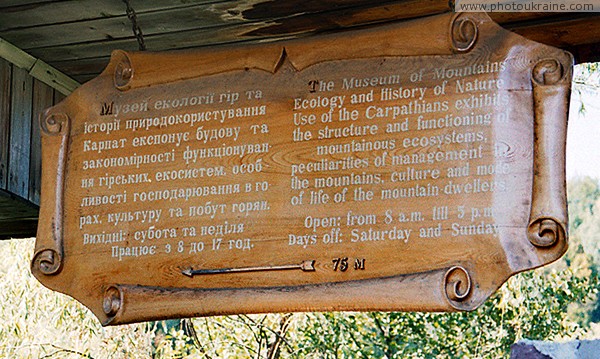 www.photoukraine.com
Музей екології гір та
історії природокористування
Карпат експонує будову та
закономірності функціонуван-
ня гірських, екосистем, особ
ливості господарювання в го-
рах, культуру та побут горян.
Вихідні: субота та неділя
Працює з 8 до 17 год.
The Museum of Mountains
Ecology and History of Nature
Use of the Carpathians exhibits
the structure and functioning of
mountainous ecosystems,
peculiarities of management in
the mountains, culture and mode
of life of the mountain-dwellers.
Open: from 8 a.m. till 5 p.m.
Days off: Saturday and Sunday
75 м